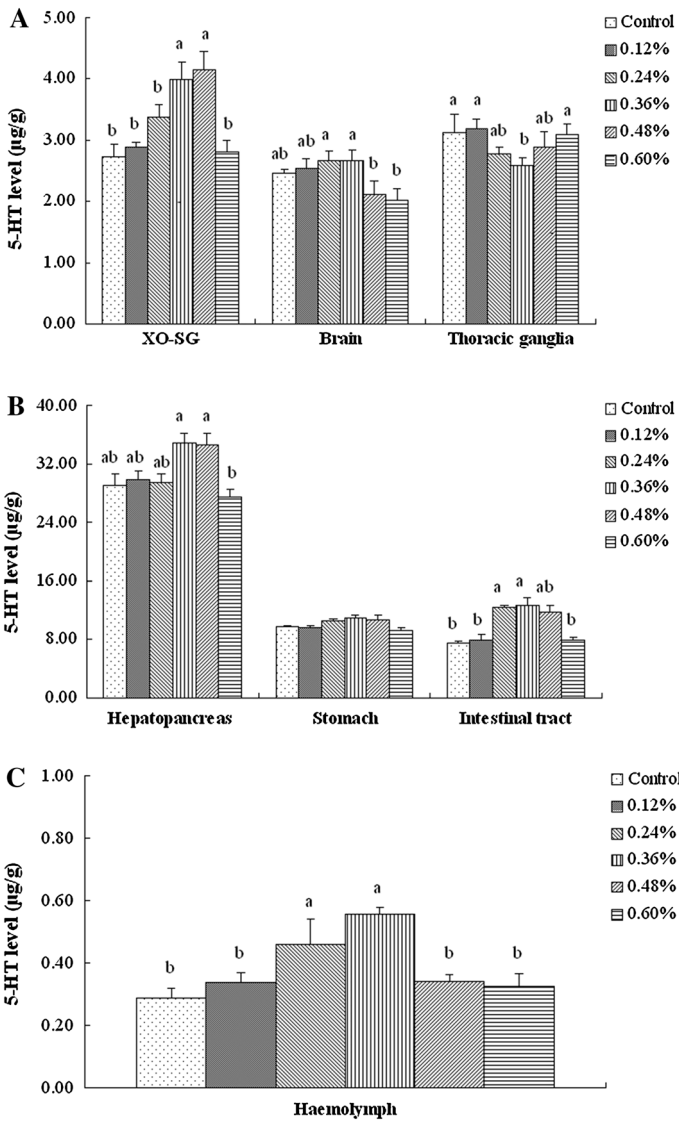 A
5-HT level (µg/g)
5.00
4.00
3.00
2.00
1.00
0.00
b b b a a b
ab ab a a b b
a a ab b ab a
XO-SG Brain Thoracic ganglia
Control
0.12%
0.24%
0.36%
0.48%
0.60%
B
5-HT level (µg/g)
40.00
32.00
24.00
16.00
8.00
0.00
ab ab ab a a b
b b a a ab b
Hepatopancreas Stomach Intestinal tract
Control
0.12%
0.24%
0.36%
0.48%
0.60%
C
5-HT level (µg/g)
1.00
0.80
0.60
0.40
0.20
0.00
b b a a b b
Haemolymph
Control
0.12%
0.24%
0.36%
0.48%
0.60%